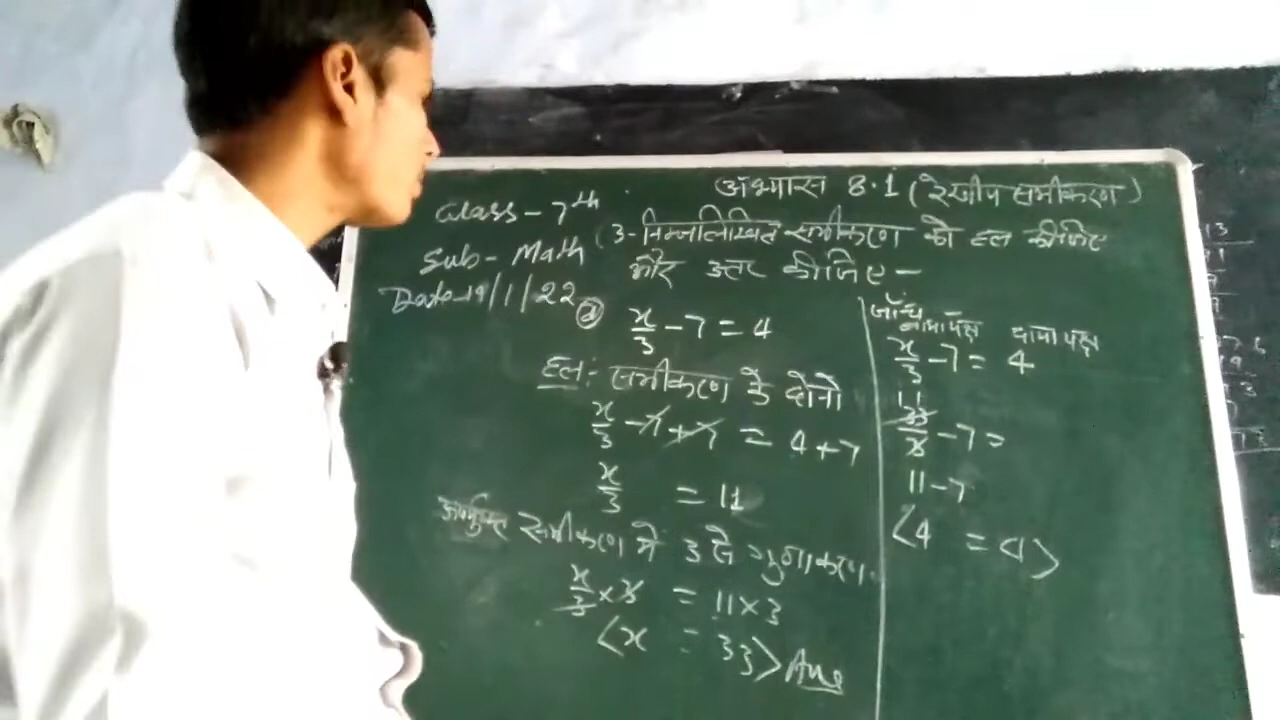 Class - 7th
Sub - Math
Date - 19/1/22
अभ्यास 8.1 (रेखीय समीकरण)
3 - निम्नलिखित समीकरण को हल कीजिए
और उत्तर कीजिए -
x/3 - 7 = 4
हल: समीकरण के दोनो
x/3 - 7 + 7 = 4 + 7
x/3 = 11
समीकरण में 3 से गुणा करण
x/3 × 3 = 11 × 3
< x = 33 > Ans
जाँच
बायाँ पक्ष दायाँ पक्ष
x/3 - 7 = 4
11
33/3 - 7 =
11 - 7
< 4 = 4 >